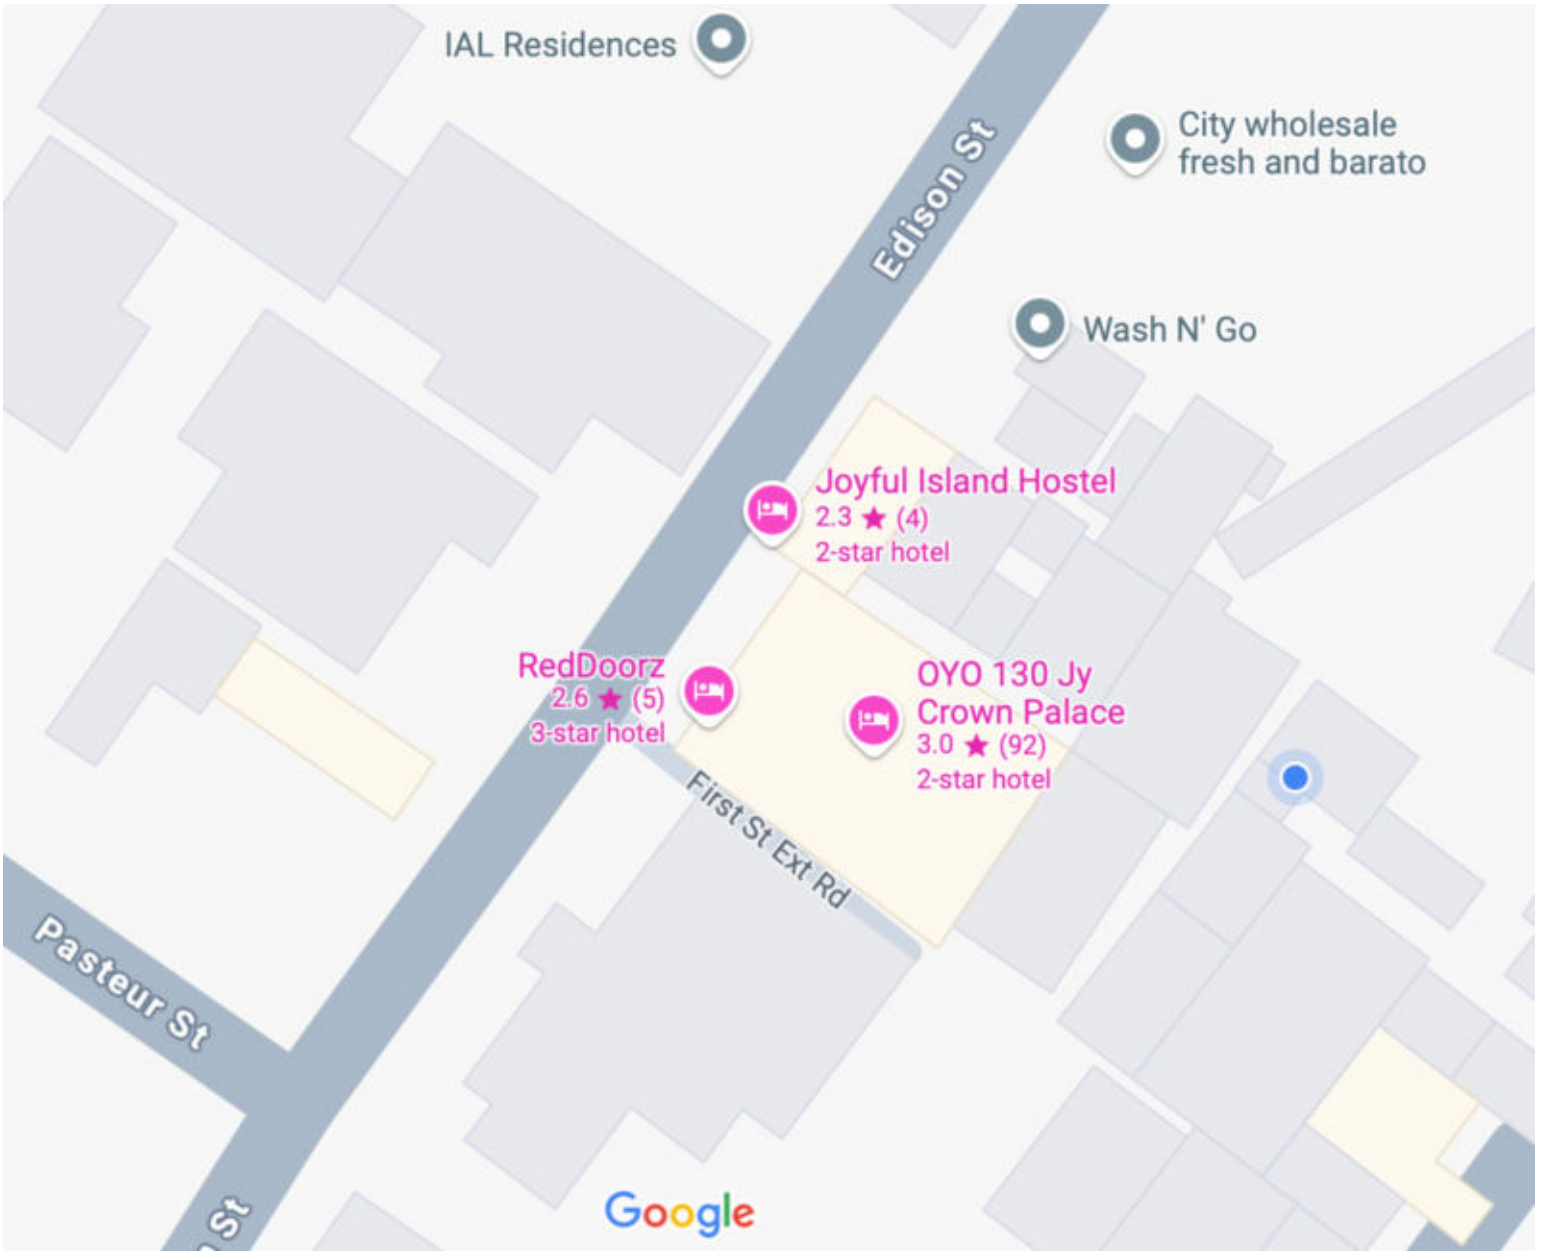 IAL Residences
City wholesale
fresh and barato
Edison St
Wash N' Go
Joyful Island Hostel
2.3 ★ (4)
2-star hotel
RedDoorz
2.6 ★ (5)
3-star hotel
OYO 130 Jy
Crown Palace
3.0 ★ (92)
2-star hotel
First St Ext Rd
Pasteur St
St
Google